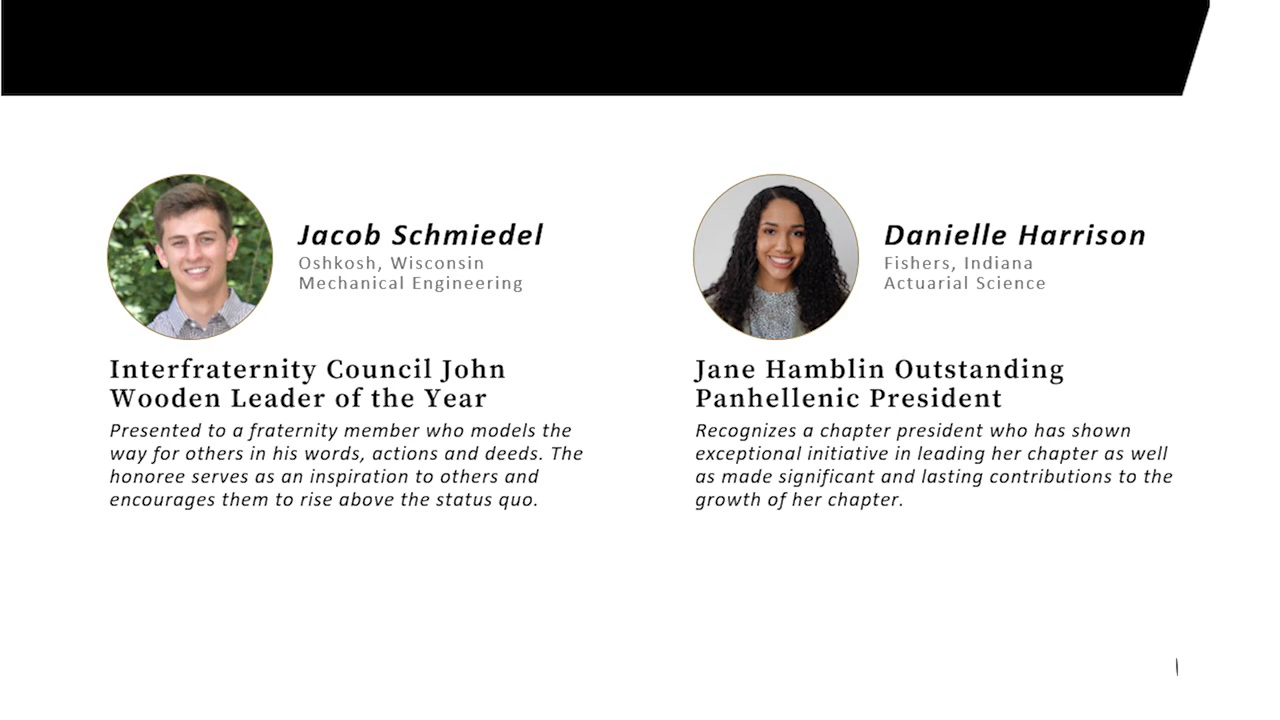 Jacob Schmiedel
Oshkosh, Wisconsin
Mechanical Engineering
Interfraternity Council John
Wooden Leader of the Year
Presented to a fraternity member who models the
way for others in his words, actions and deeds. The
honoree serves as an inspiration to others and
encourages them to rise above the status quo.
Danielle Harrison
Fishers, Indiana
Actuarial Science
Jane Hamblin Outstanding
Panhellenic President
Recognizes a chapter president who has shown
exceptional initiative in leading her chapter as well
as made significant and lasting contributions to the
growth of her chapter.